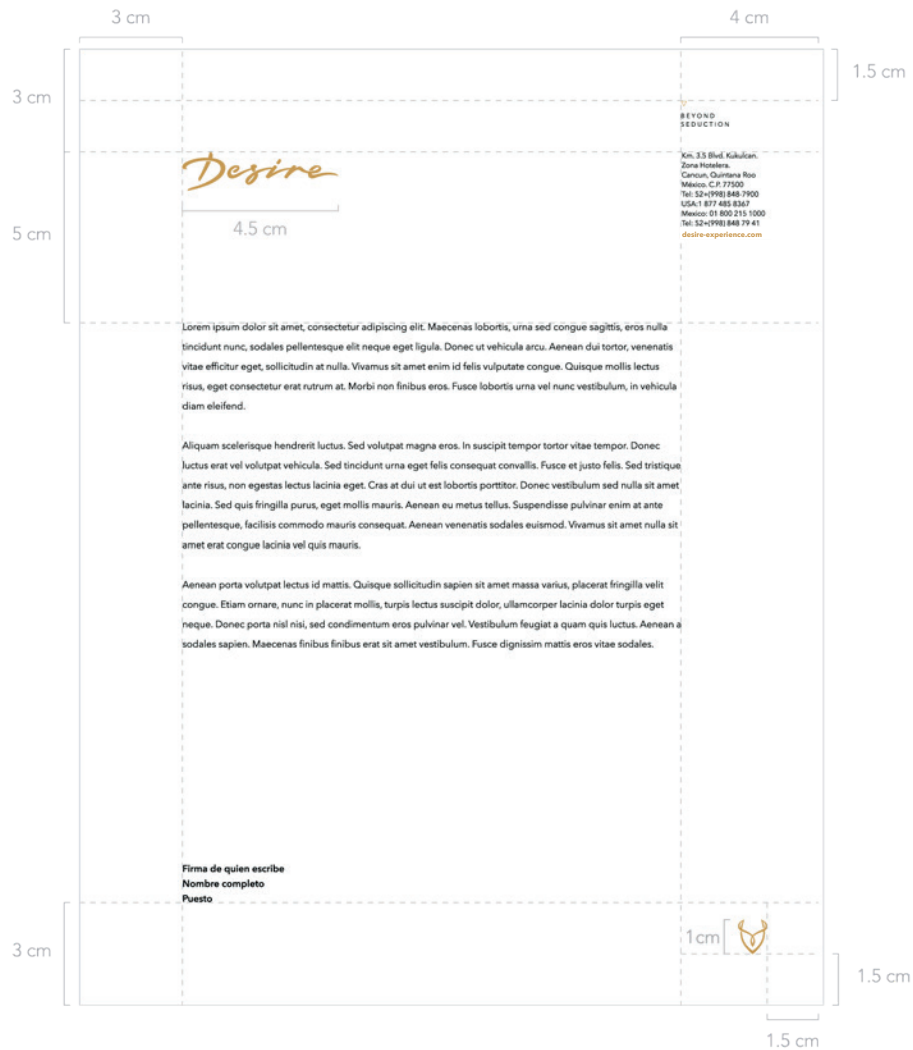 3 cm
4 cm
1.5 cm
3 cm
BEYOND
SEDUCTION
Desire
Km. 3.5 Blvd. Kukulcan.
Zona Hotelera.
Cancun, Quintana Roo
México. C.P. 77500
Tel: 52+(998) 848-7900
USA:1 877 485 8367
Mexico: 01 800 215 1000
Tel: 52+(998) 848 79 41
desire-experience.com
5 cm
4.5 cm
Lorem ipsum dolor sit amet, consectetur adipiscing elit. Maecenas lobortis, urna sed congue sagittis, eros nulla
tincidunt nunc, sodales pellentesque elit neque eget ligula. Donec ut vehicula arcu. Aenean dui tortor, venenatis
vitae efficitur eget, sollicitudin at nulla. Vivamus sit amet enim id felis vulputate congue. Quisque mollis lectus
risus, eget consectetur erat rutrum at. Morbi non finibus eros. Fusce lobortis urna vel nunc vestibulum, in vehicula
diam eleifend.
Aliquam scelerisque hendrerit luctus. Sed volutpat magna eros. In suscipit tempor tortor vitae tempor. Donec
luctus erat vel volutpat vehicula. Sed tincidunt urna eget felis consequat convallis. Fusce et justo felis. Sed tristique
ante risus, non egestas lectus lacinia eget. Cras at dui ut est lobortis porttitor. Donec vestibulum sed nulla sit amet
lacinia. Sed quis fringilla purus, eget mollis mauris. Aenean eu metus tellus. Suspendisse pulvinar enim at ante
pellentesque, facilisis commodo mauris consequat. Aenean venenatis sodales euismod. Vivamus sit amet nulla sit
amet erat congue lacinia vel quis mauris.
Aenean porta volutpat lectus id mattis. Quisque sollicitudin sapien sit amet massa varius, placerat fringilla velit
congue. Etiam ornare, nunc in placerat mollis, turpis lectus suscipit dolor, ullamcorper lacinia dolor turpis eget
neque. Donec porta nisl nisi, sed condimentum eros pulvinar vel. Vestibulum feugiat a quam quis luctus. Aenean a
sodales sapien. Maecenas finibus finibus erat sit amet vestibulum. Fusce dignissim mattis eros vitae sodales.
Firma de quien escribe
Nombre completo
Puesto
1cm
3 cm
1.5 cm
1.5 cm